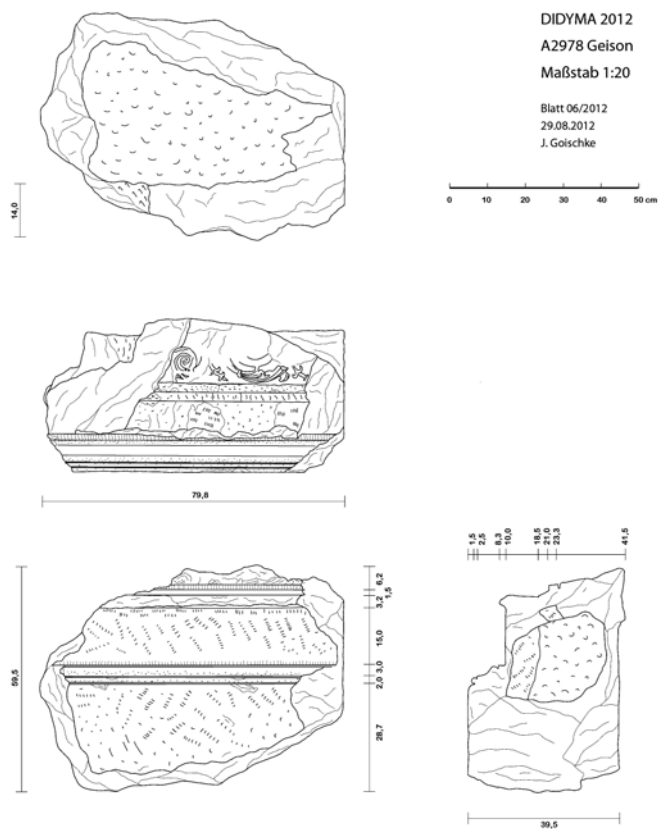 DIDYMA 2012
A2978 Geison
Maßstab 1:20
Blatt 06/2012
29.08.2012
J. Goischke
0 10 20 30 40 50 cm
14,0
79,8
1,5 2,5 8,3 10,0 18,5 21,0 23,3 41,5
6,2
1,5
3,2
15,0
3,0
2,0
28,7
59,5
39,5